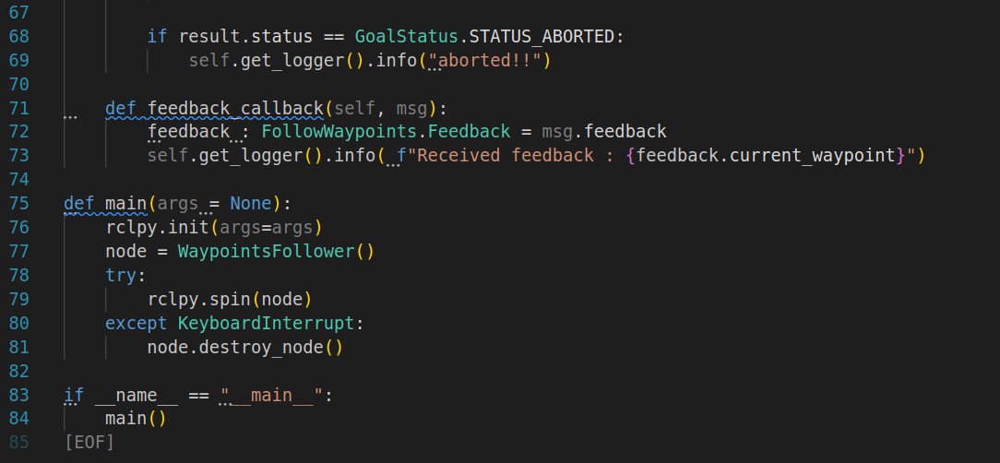 67
68        if result.status == GoalStatus.STATUS_ABORTED:
69            self.get_logger().info("aborted!!")
70
71    def feedback_callback(self, msg):
72        feedback : FollowWaypoints.Feedback = msg.feedback
73        self.get_logger().info( f"Received feedback : {feedback.current_waypoint}")
74
75 def main(args = None):
76    rclpy.init(args=args)
77    node = WaypointsFollower()
78    try:
79        rclpy.spin(node)
80    except KeyboardInterrupt:
81        node.destroy_node()
82
83 if __name__ == "__main__":
84    main()
85 [EOF]